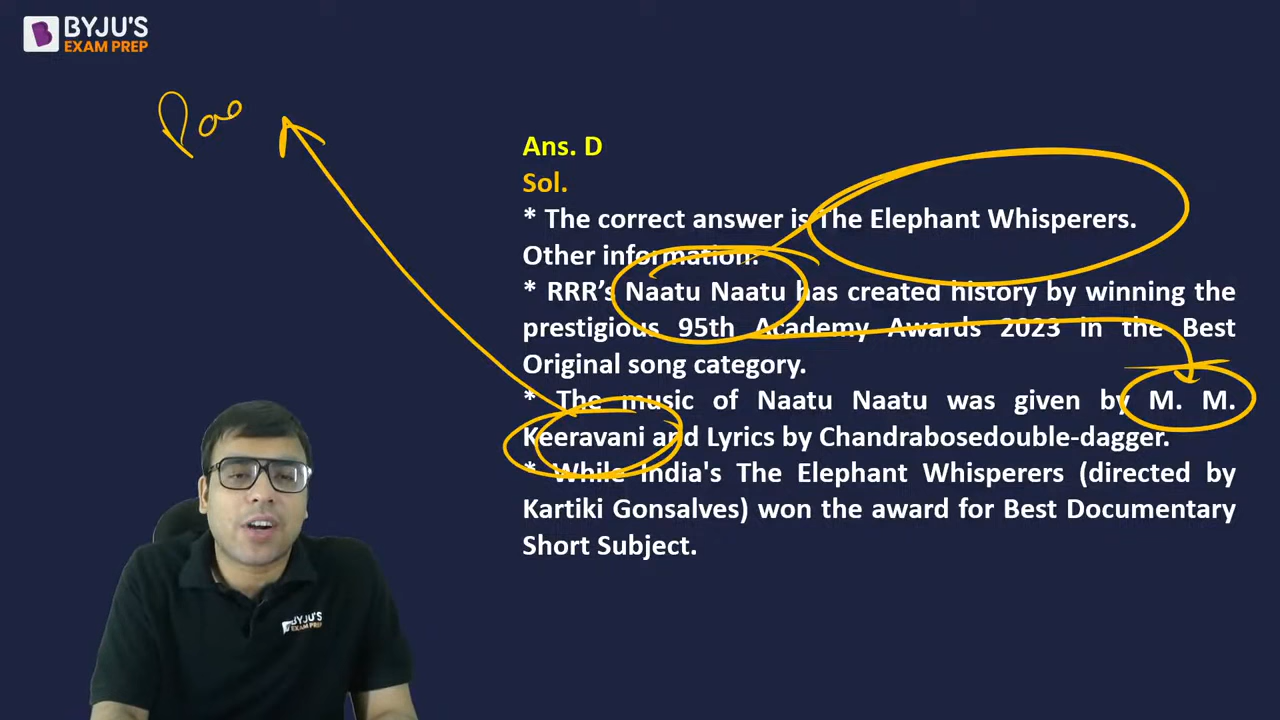 BYJU'S
EXAM PREP
Ans. D
Sol.
* The correct answer is The Elephant Whisperers.
Other information:
* RRR’s Naatu Naatu has created history by winning the
prestigious 95th Academy Awards 2023 in the Best
Original song category.
* The music of Naatu Naatu was given by M. M.
Keeravani and Lyrics by Chandrabosedouble-dagger.
* While India's The Elephant Whisperers (directed by
Kartiki Gonsalves) won the award for Best Documentary
Short Subject.
BYJU'S
EXAM PREP